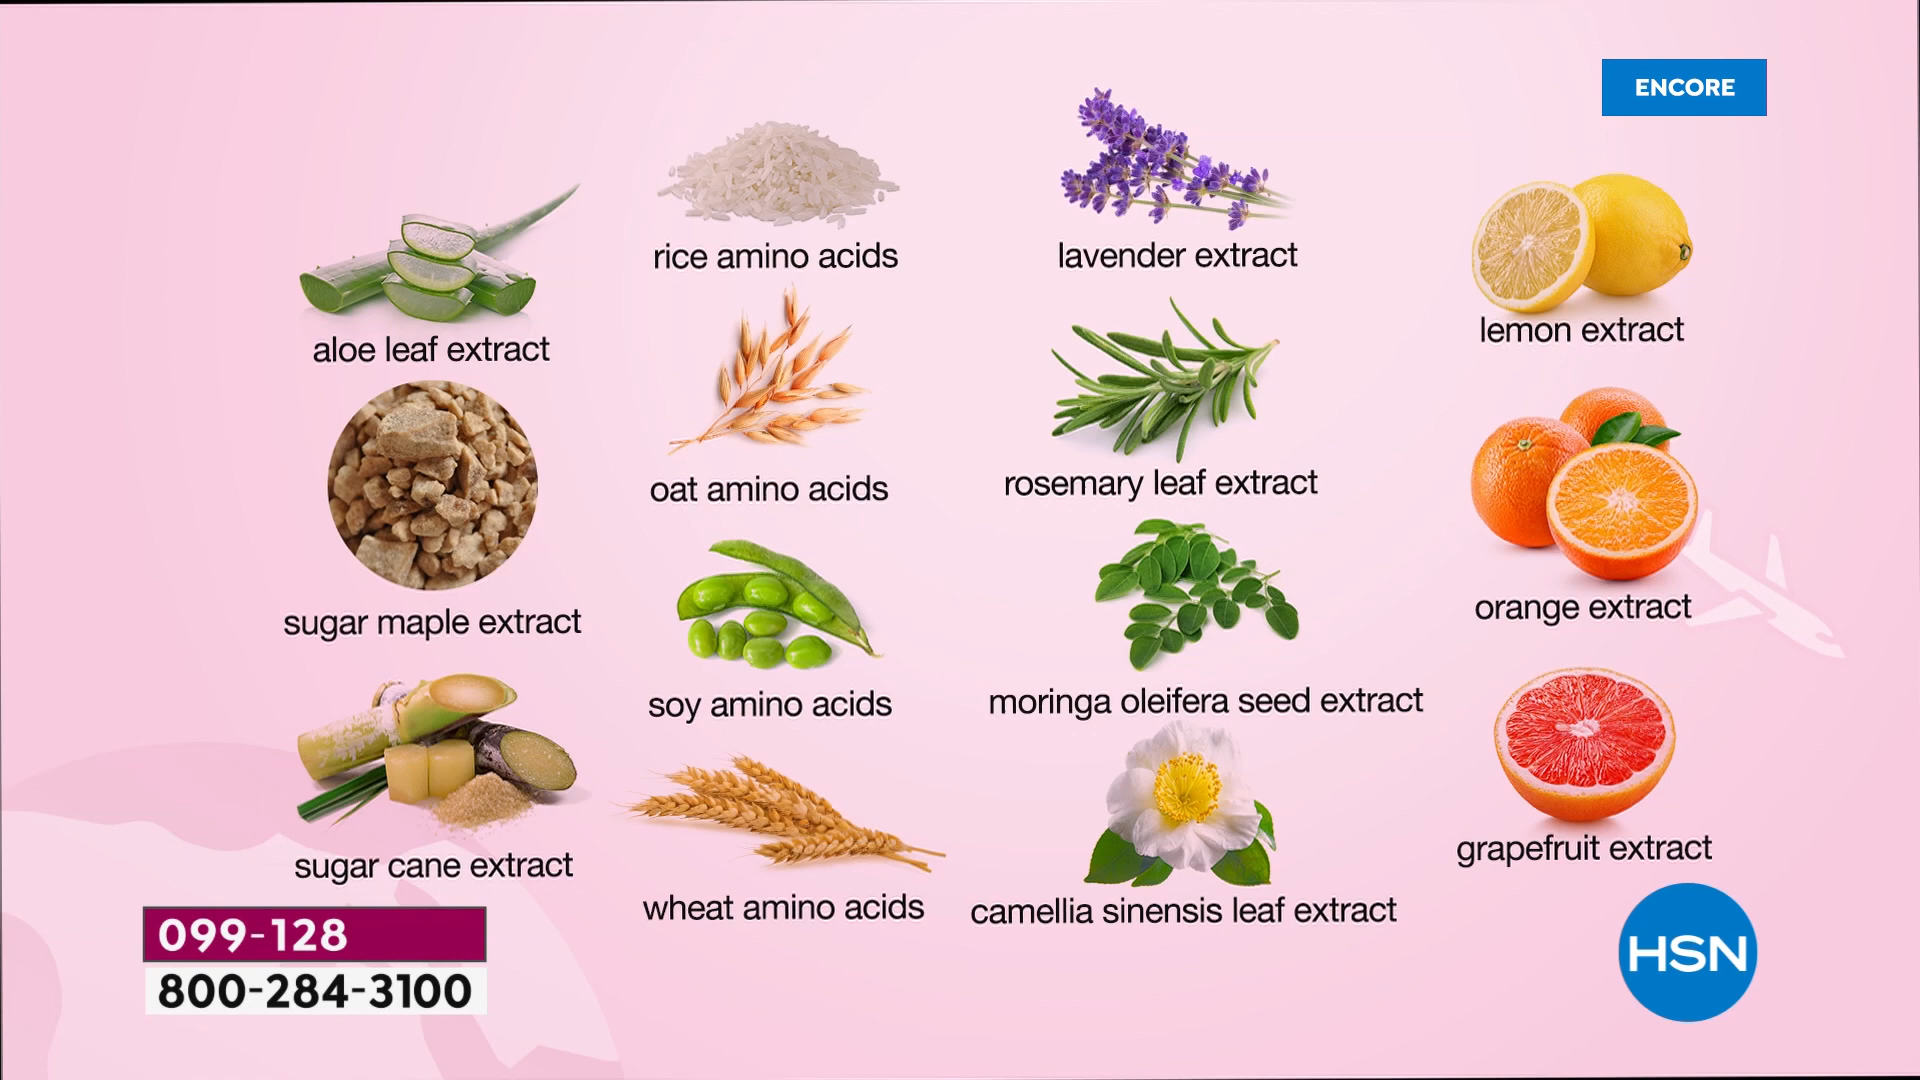 ENCORE
aloe leaf extract
sugar maple extract
sugar cane extract
rice amino acids
oat amino acids
soy amino acids
wheat amino acids
lavender extract
rosemary leaf extract
moringa oleifera seed extract
camellia sinensis leaf extract
lemon extract
orange extract
grapefruit extract
099-128
800-284-3100
HSN